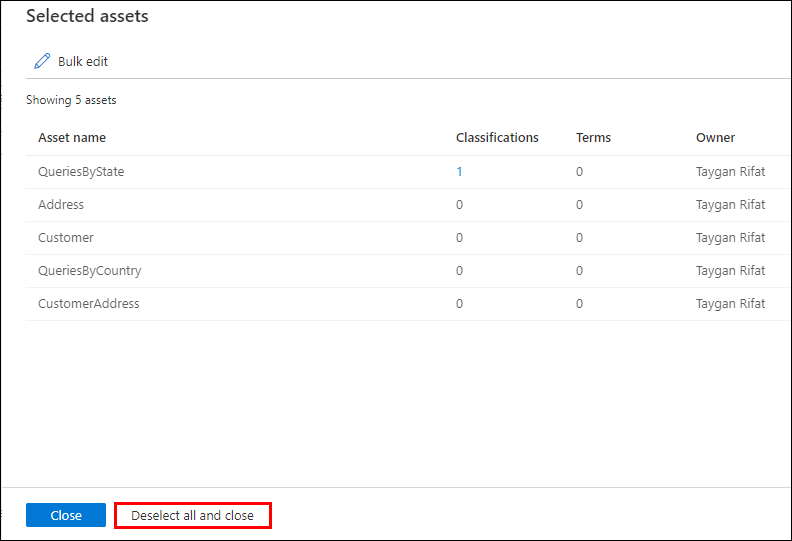 Selected assets
Bulk edit
Showing 5 assets
Asset name Classifications Terms Owner
QueriesByState 1 0 Taygan Rifat
Address 0 0 Taygan Rifat
Customer 0 0 Taygan Rifat
QueriesByCountry 0 0 Taygan Rifat
CustomerAddress 0 0 Taygan Rifat
Close Deselect all and close